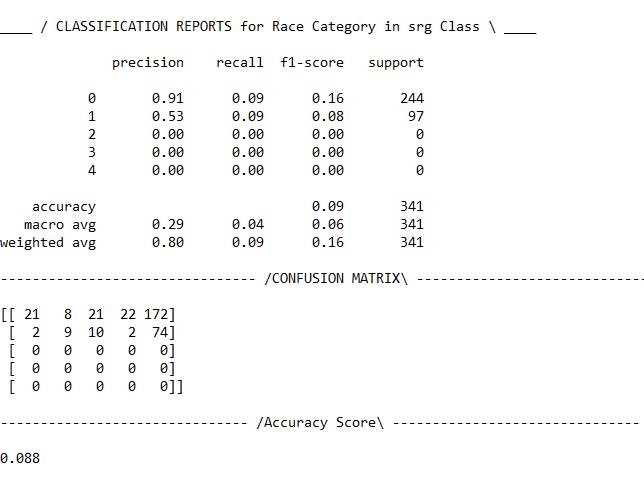 ____ / CLASSIFICATION REPORTS for Race Category in srg Class \ ____
precision recall f1-score support
0 0.91 0.09 0.16 244
1 0.53 0.09 0.08 97
2 0.00 0.00 0.00 0
3 0.00 0.00 0.00 0
4 0.00 0.00 0.00 0
accuracy 0.09 341
macro avg 0.29 0.04 0.06 341
weighted avg 0.80 0.09 0.16 341
-------------------------------- /CONFUSION MATRIX\ -----------------------------
[[ 21 8 21 22 172]
[ 2 9 10 2 74]
[ 0 0 0 0 0]
[ 0 0 0 0 0]
[ 0 0 0 0 0]]
------------------------------- /Accuracy Score\ -------------------------------
0.088